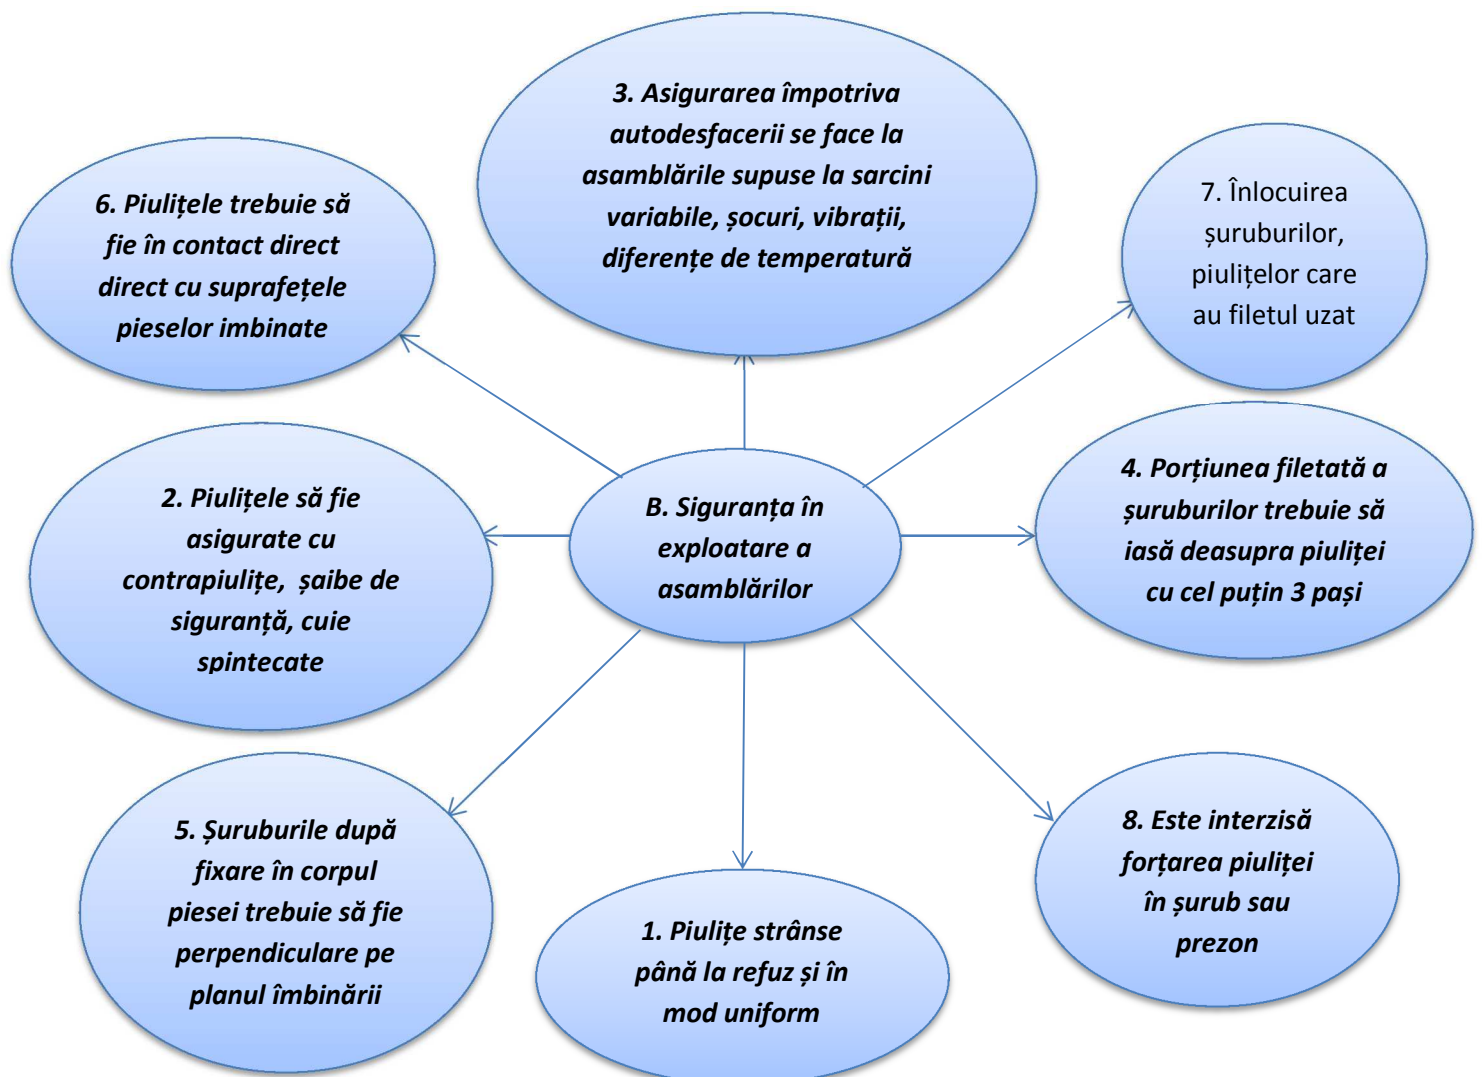 3. Asigurarea împotriva
autodesfacerii se face la
asamblările supuse la sarcini
variabile, șocuri, vibrații,
diferențe de temperatură
6. Piulițele trebuie să
fie în contact direct
direct cu suprafețele
pieselor imbinate
7. Înlocuirea
șuruburilor,
piulițelor care
au filetul uzat
2. Piulițele să fie
asigurate cu
contrapiulițe, șaibe de
siguranță, cuie
spintecate
B. Siguranța în
exploatare a
asamblărilor
4. Porțiunea filetată a
șuruburilor trebuie să
iasă deasupra piuliței
cu cel puțin 3 pași
5. Șuruburile după
fixare în corpul
piesei trebuie să fie
perpendiculare pe
planul îmbinării
1. Piulițe strânse
până la refuz și în
mod uniform
8. Este interzisă
forțarea piuliței
în șurub sau
prezon